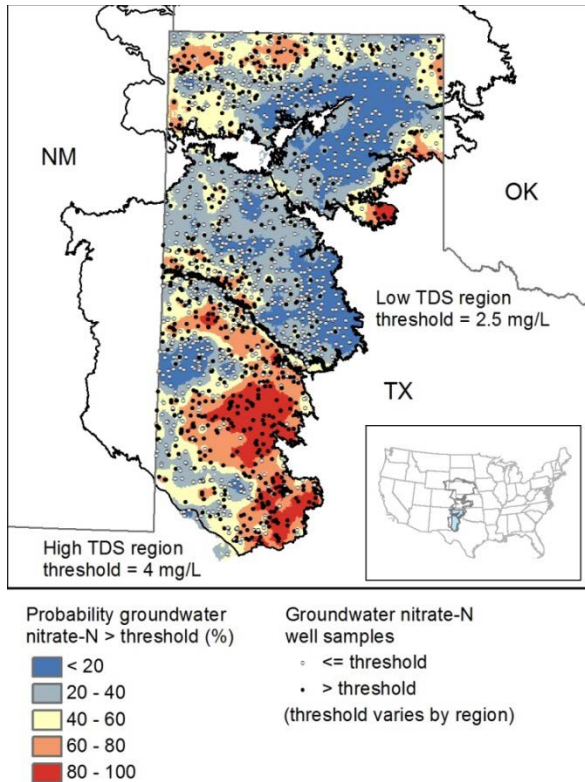 NM
OK
Low TDS region
threshold = 2.5 mg/L
TX
High TDS region
threshold = 4 mg/L
Probability groundwater
nitrate-N > threshold (%)
< 20
20 - 40
40 - 60
60 - 80
80 - 100
Groundwater nitrate-N
well samples
<= threshold
> threshold
(threshold varies by region)